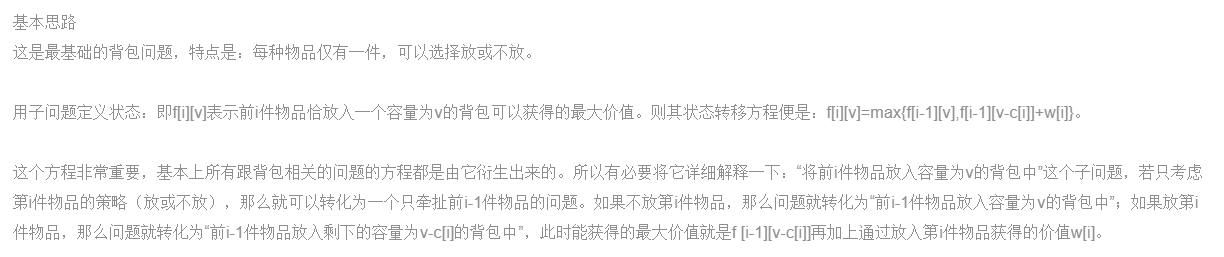 基本思路
这是最基础的背包问题，特点是：每种物品仅有一件，可以选择放或不放。
用子问题定义状态：即f[i][v]表示前i件物品恰放入一个容量为v的背包可以获得的最大价值。则其状态转移方程便是：f[i][v]=max{f[i-1][v],f[i-1][v-c[i]]+w[i]}。
这个方程非常重要，基本上所有跟背包相关的问题的方程都是由它衍生出来的。所以有必要将它详细解释一下：“将前i件物品放入容量为v的背包中”这个子问题，若只考虑
第i件物品的策略（放或不放），那么就可以转化为一个只牵扯前i-1件物品的问题。如果不放第i件物品，那么问题就转化为“前i-1件物品放入容量为v的背包中”；如果放第i
件物品，那么问题就转化为“前i-1件物品放入剩下的容量为v-c[i]的背包中”，此时能获得的最大价值就是f [i-1][v-c[i]]再加上通过放入第i件物品获得的价值w[i]。